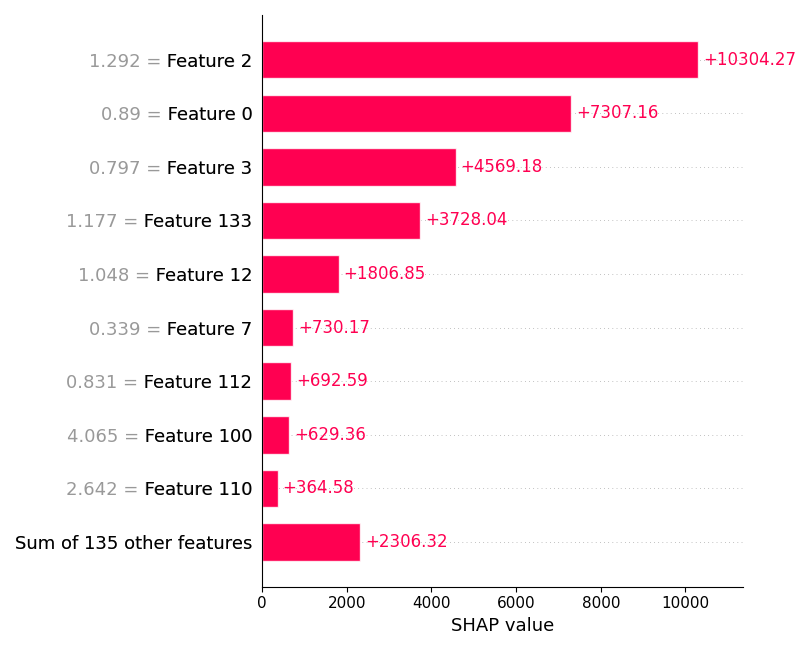 1.292 = Feature 2 +10304.27
0.89 = Feature 0 +7307.16
0.797 = Feature 3 +4569.18
1.177 = Feature 133 +3728.04
1.048 = Feature 12 +1806.85
0.339 = Feature 7 +730.17
0.831 = Feature 112 +692.59
4.065 = Feature 100 +629.36
2.642 = Feature 110 +364.58
Sum of 135 other features +2306.32
0 2000 4000 6000 8000 10000
SHAP value